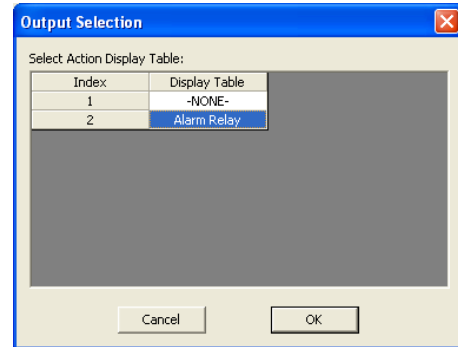 Output Selection
Select Action Display Table:
Index Display Table
1 -NONE-
2 Alarm Relay
Cancel OK